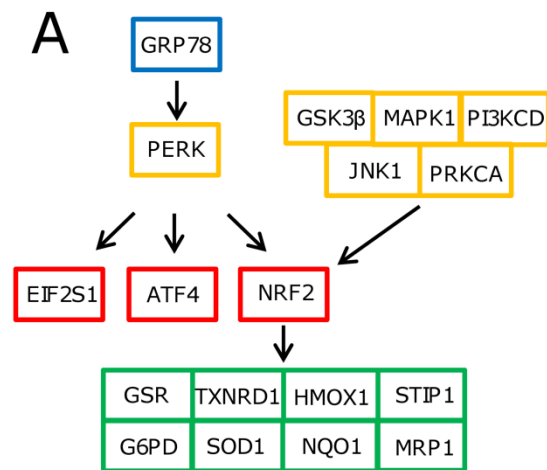 A
GRP78
PERK
GSK3β MAPK1 PI3KCD
JNK1 PRKCA
EIF2S1 ATF4 NRF2
GSR TXNRD1 HMOX1 STIP1
G6PD SOD1 NQO1 MRP1